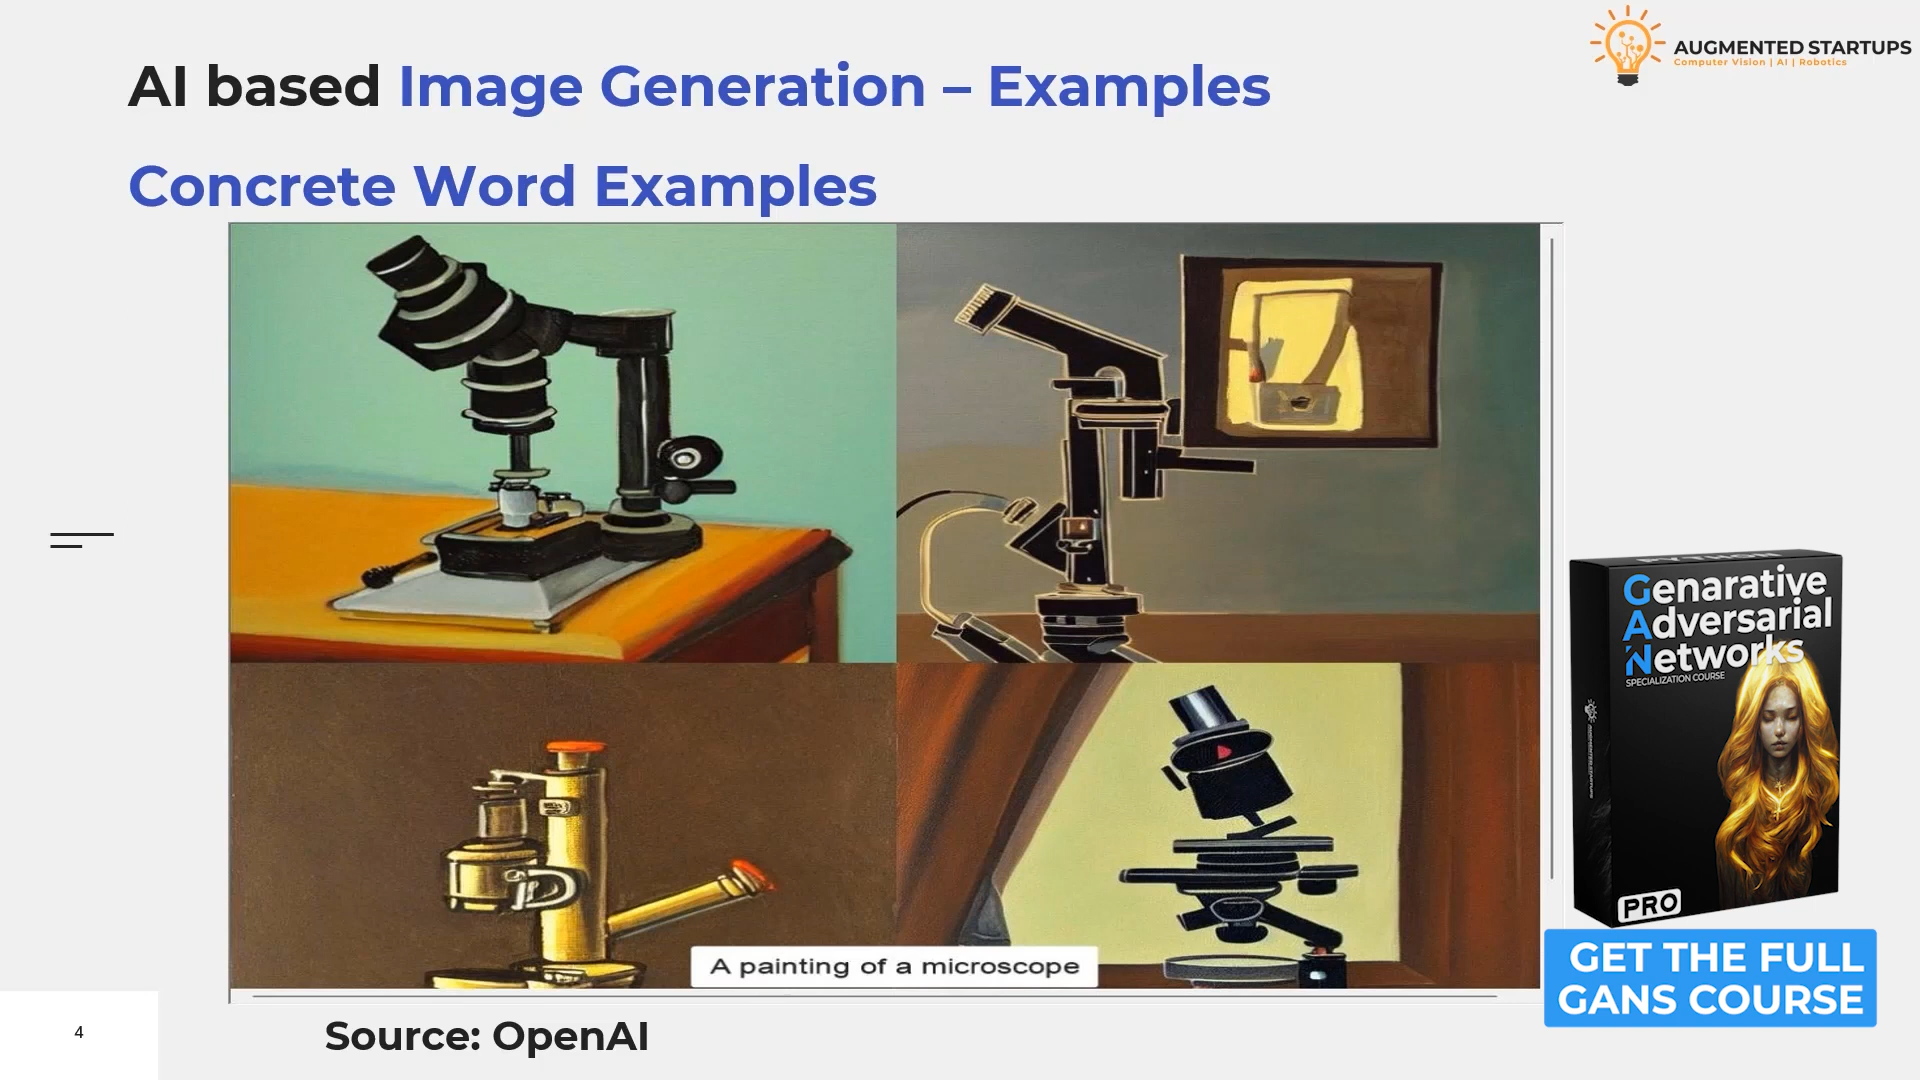 AUGMENTED STARTUPS
Computer Vision | AI | Robotics
AI based Image Generation – Examples
Concrete Word Examples
A painting of a microscope
PYTHON
Genarative
Adversarial
Networks
SPECIALIZATION COURSE
PRO
GET THE FULL
GANS COURSE
Source: OpenAI
4